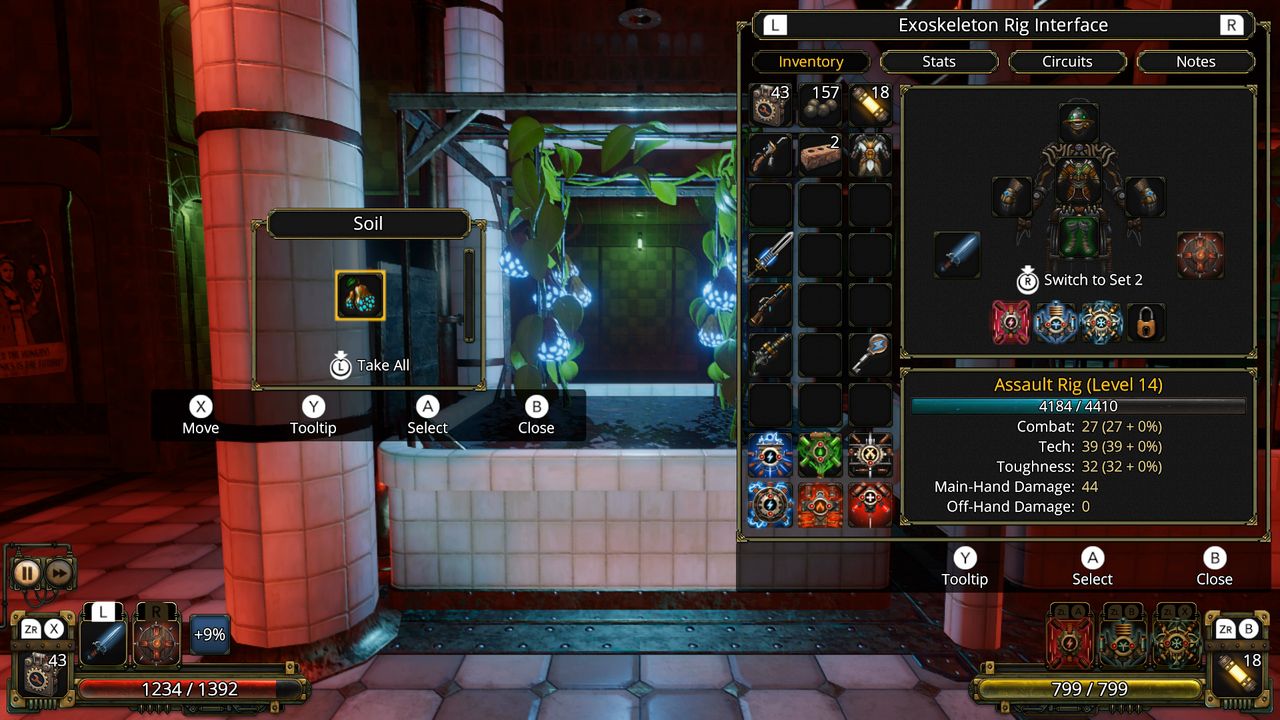 L
Exoskeleton Rig Interface
R
Inventory
Stats
Circuits
Notes
43
157
18
2
Soil
L Take All
X
Move
Y
Tooltip
A
Select
B
Close
R Switch to Set 2
Assault Rig (Level 14)
4184 / 4410
Combat: 27 (27 + 0%)
Tech: 39 (39 + 0%)
Toughness: 32 (32 + 0%)
Main-Hand Damage: 44
Off-Hand Damage: 0
Y
Tooltip
A
Select
B
Close
ZR X
43
L
R
+9%
1234 / 1392
ZL A
ZL B
ZL X
799 / 799
ZR B
18